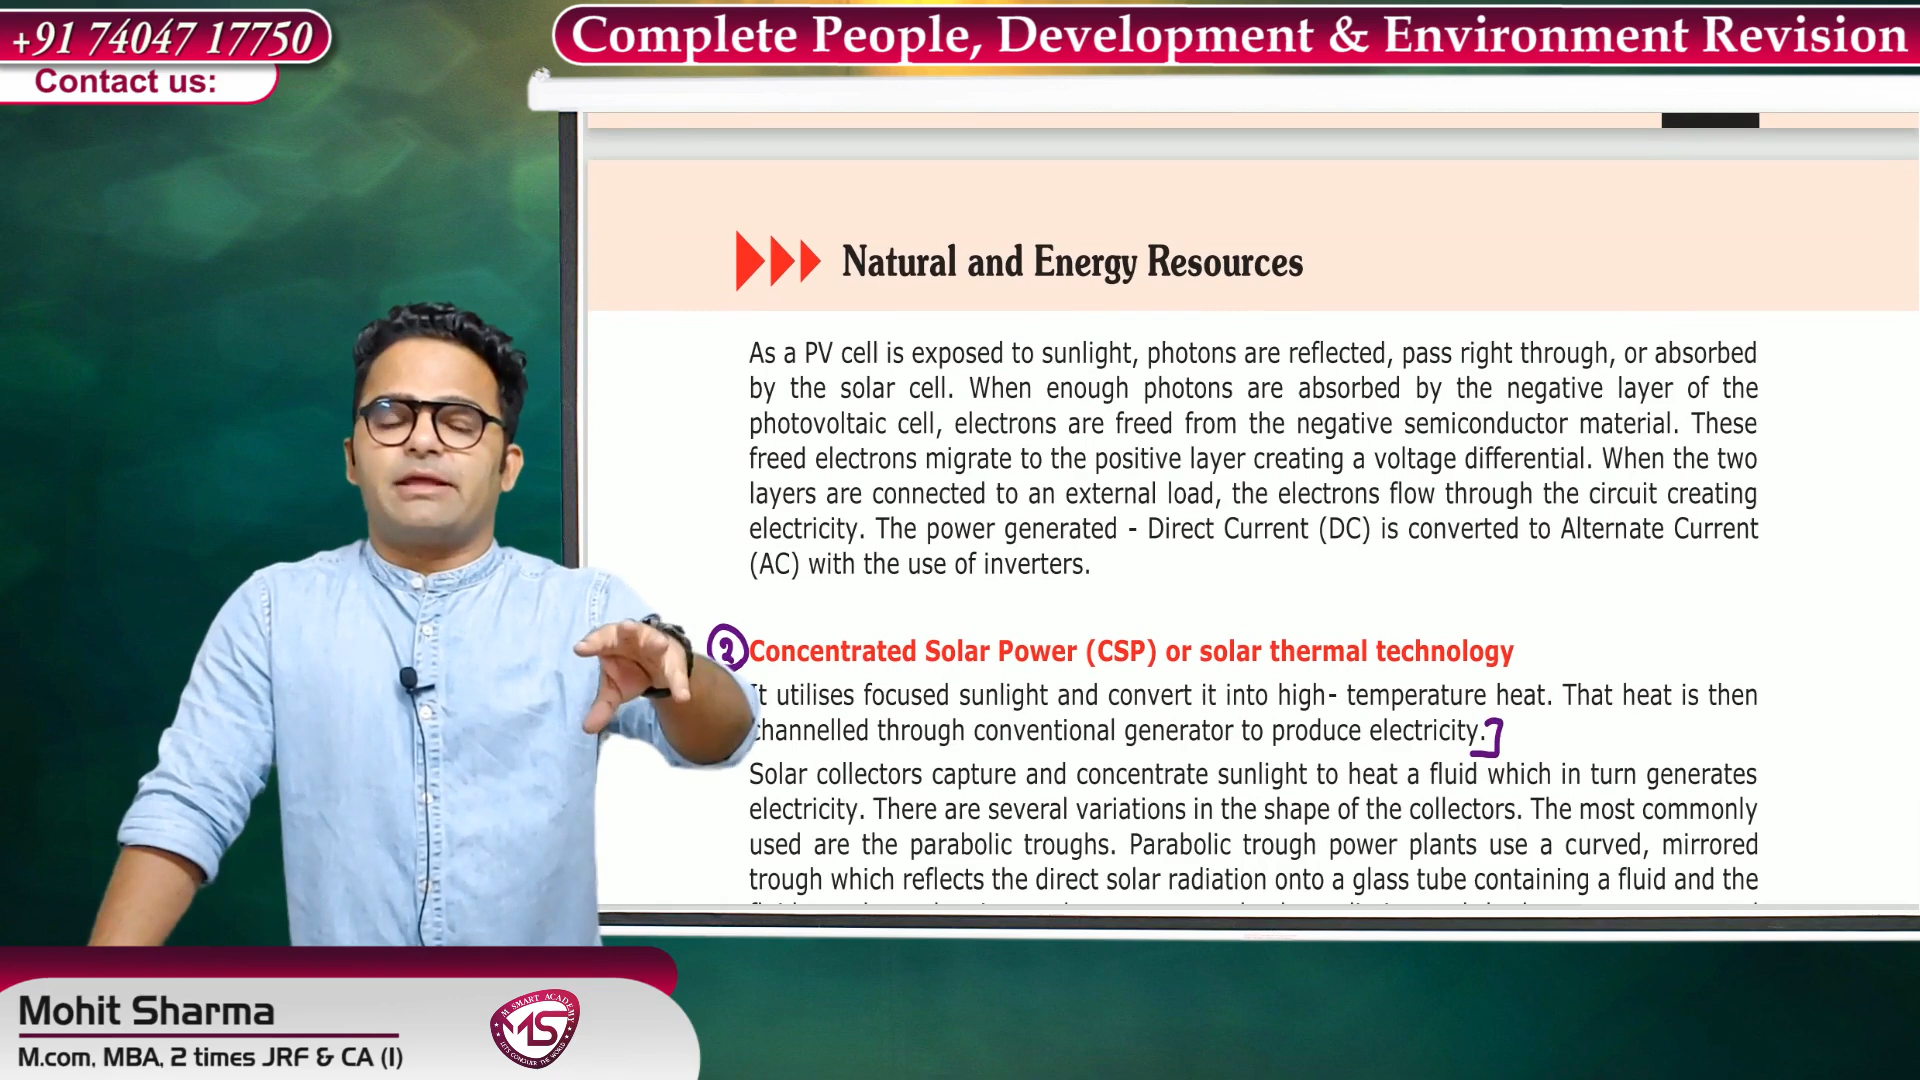 +91 74047 17750
Contact us:
Complete People, Development & Environment Revision
Natural and Energy Resources
As a PV cell is exposed to sunlight, photons are reflected, pass right through, or absorbed
by the solar cell. When enough photons are absorbed by the negative layer of the
photovoltaic cell, electrons are freed from the negative semiconductor material. These
freed electrons migrate to the positive layer creating a voltage differential. When the two
layers are connected to an external load, the electrons flow through the circuit creating
electricity. The power generated - Direct Current (DC) is converted to Alternate Current
(AC) with the use of inverters.
2 Concentrated Solar Power (CSP) or solar thermal technology
It utilises focused sunlight and convert it into high- temperature heat. That heat is then
channelled through conventional generator to produce electricity.
Solar collectors capture and concentrate sunlight to heat a fluid which in turn generates
electricity. There are several variations in the shape of the collectors. The most commonly
used are the parabolic troughs. Parabolic trough power plants use a curved, mirrored
trough which reflects the direct solar radiation onto a glass tube containing a fluid and the
Mohit Sharma
M.com, MBA, 2 times JRF & CA (I)
M SMART ACADEMY
MS
LETS CONQUER THE WORLD